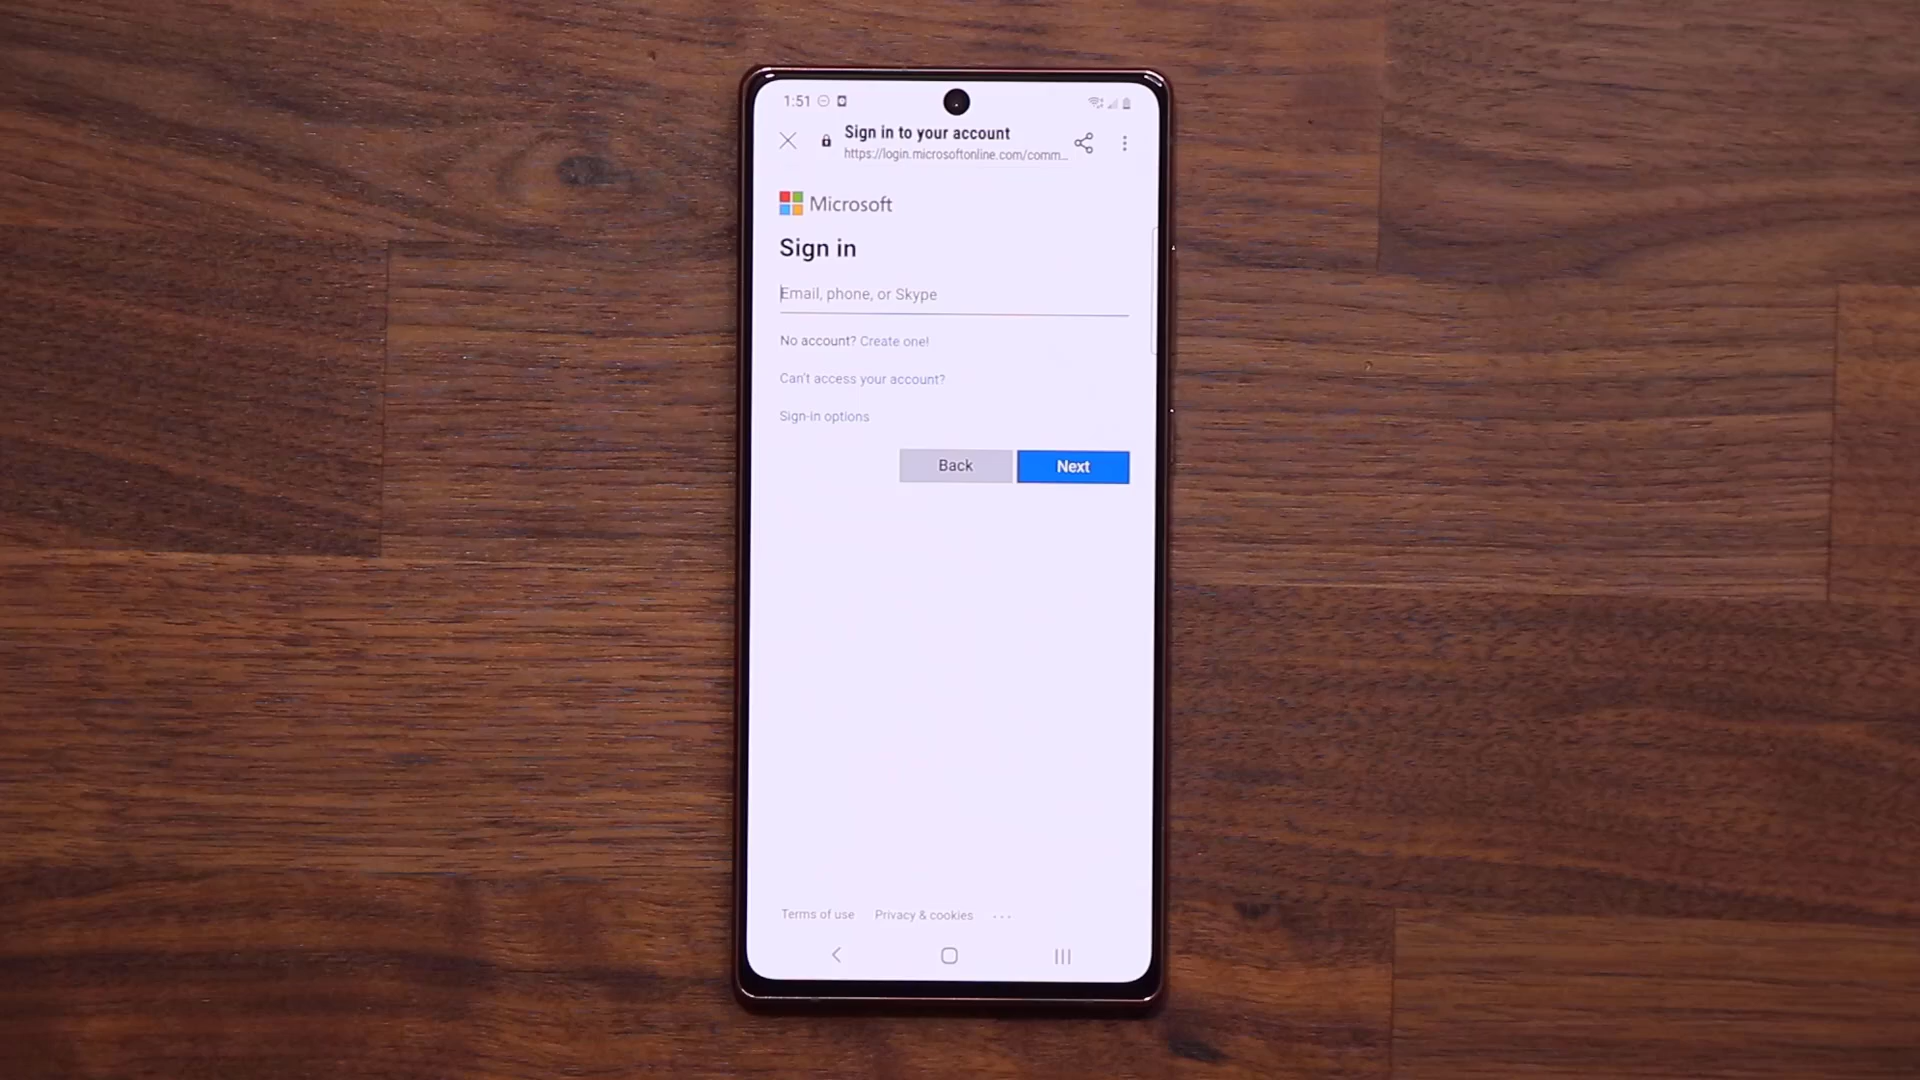 1:51
Sign in to your account
https://login.microsoftonline.com/comm...
Microsoft
Sign in
Email, phone, or Skype
No account? Create one!
Can't access your account?
Sign-in options
Back Next
Terms of use Privacy & cookies ...